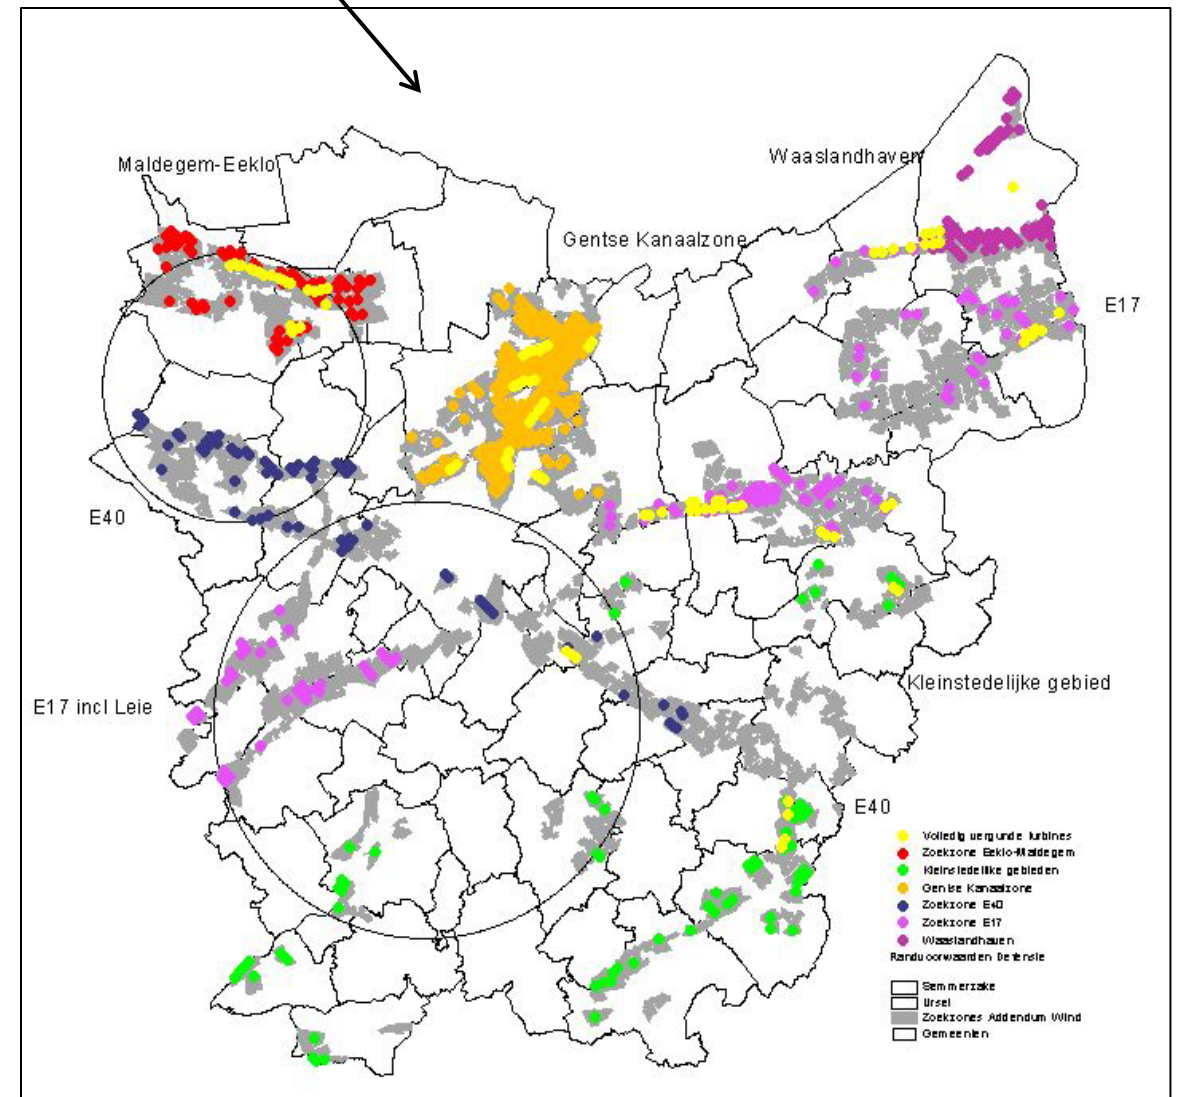 Maldegem-Eeklo
Waaslandhaven
Gentse Kanaalzone
E17
E40
Kleinstedelijke gebied
E17 incl Leie
E40
Volledig vergunde turbines
Zoekzone Eeklo-Maldegem
Kleinstedelijke gebieden
Gentse Kanaalzone
Zoekzone E40
Zoekzone E17
Waaslandhaven
Randvoorwaarden Defensie
Semmerzake
Ursel
Zoekzones Addendum Wind
Gemeenten